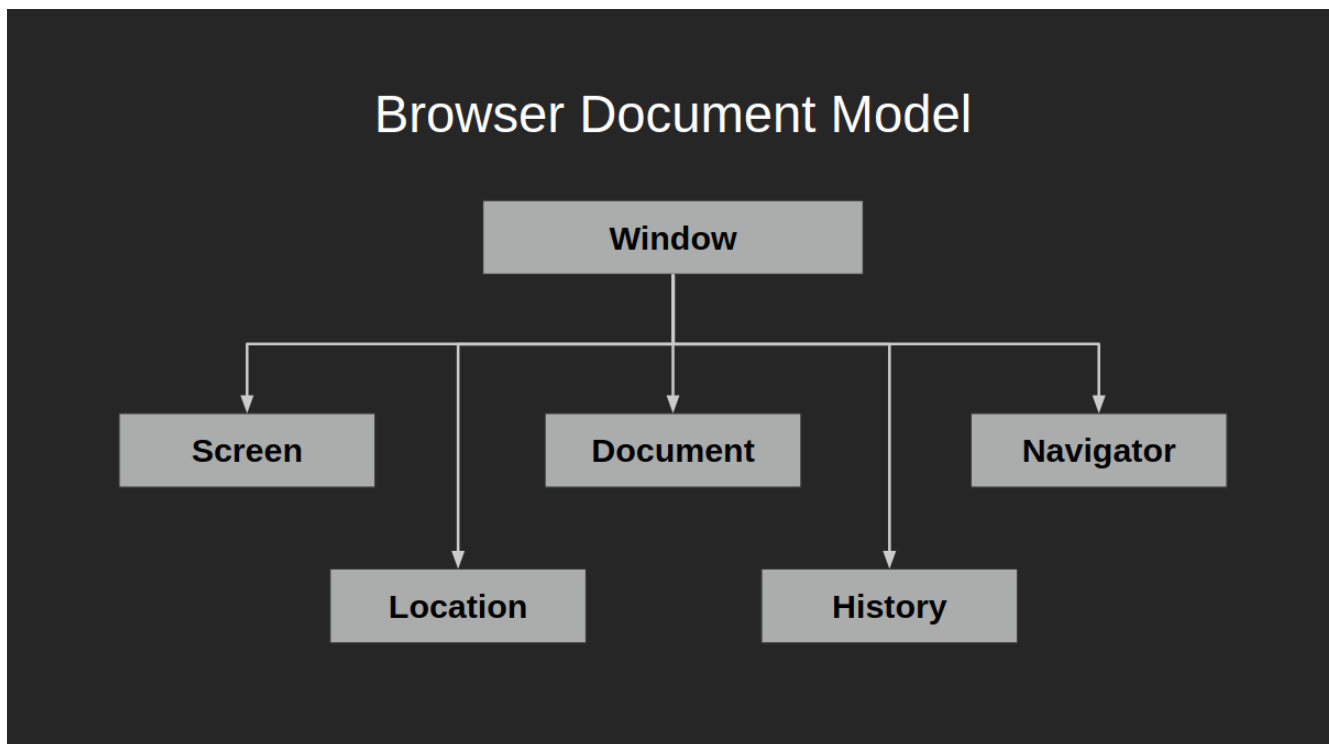 Browser Document Model
Window
Screen
Document
Navigator
Location
History